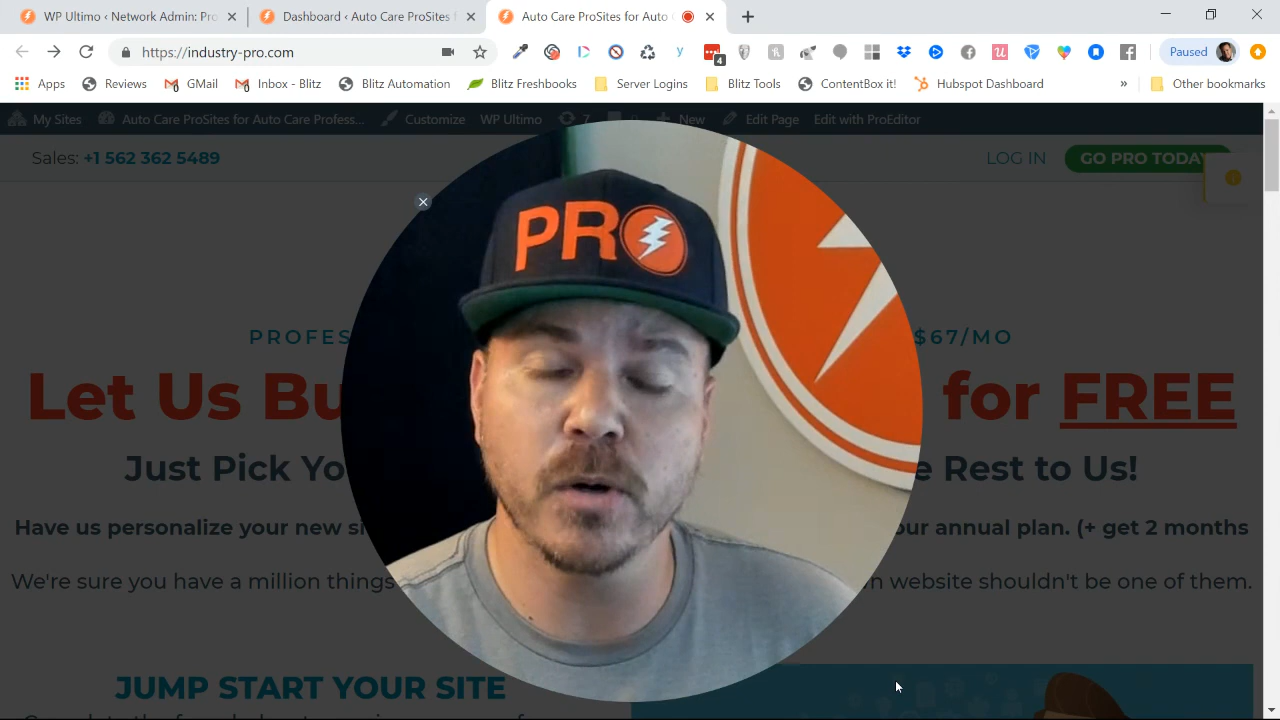 WP Ultimo ‹ Network Admin: Pro
Dashboard ‹ Auto Care ProSites f
Auto Care ProSites for Auto
https://industry-pro.com
Paused
Apps
Reviews
GMail
Inbox - Blitz
Blitz Automation
Blitz Freshbooks
Server Logins
Blitz Tools
ContentBox it!
Hubspot Dashboard
»
Other bookmarks
My Sites
Auto Care ProSites for Auto Care Profess...
Customize
WP Ultimo
7
0
New
Edit Page
Edit with ProEditor
Sales: +1 562 362 5489
LOG IN
GO PRO TODAY
PRO
PROFES $67/MO
Let Us Bu for FREE
Just Pick Yo e Rest to Us!
Have us personalize your new si our annual plan. (+ get 2 months
We're sure you have a million things n website shouldn't be one of them.
JUMP START YOUR SITE